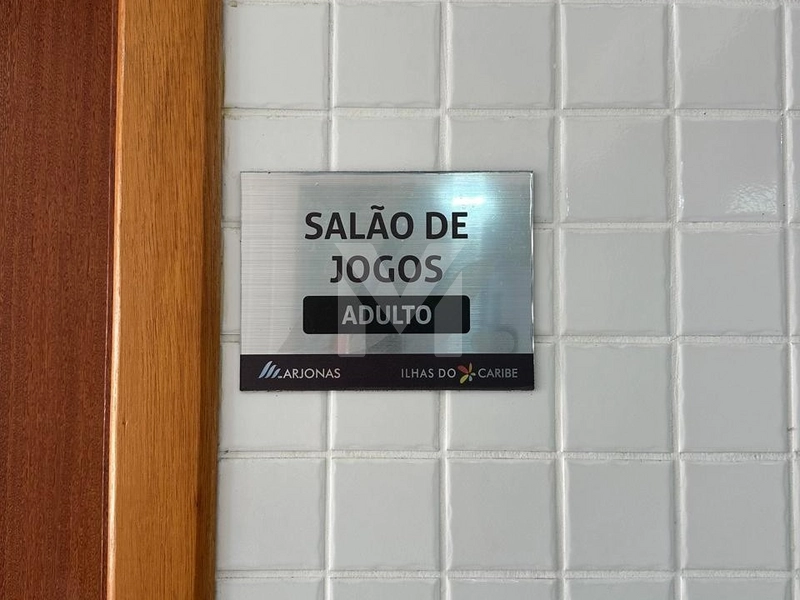 SALÃO DE
JOGOS
ADULTO
ARJONAS ILHAS DO CARIBE